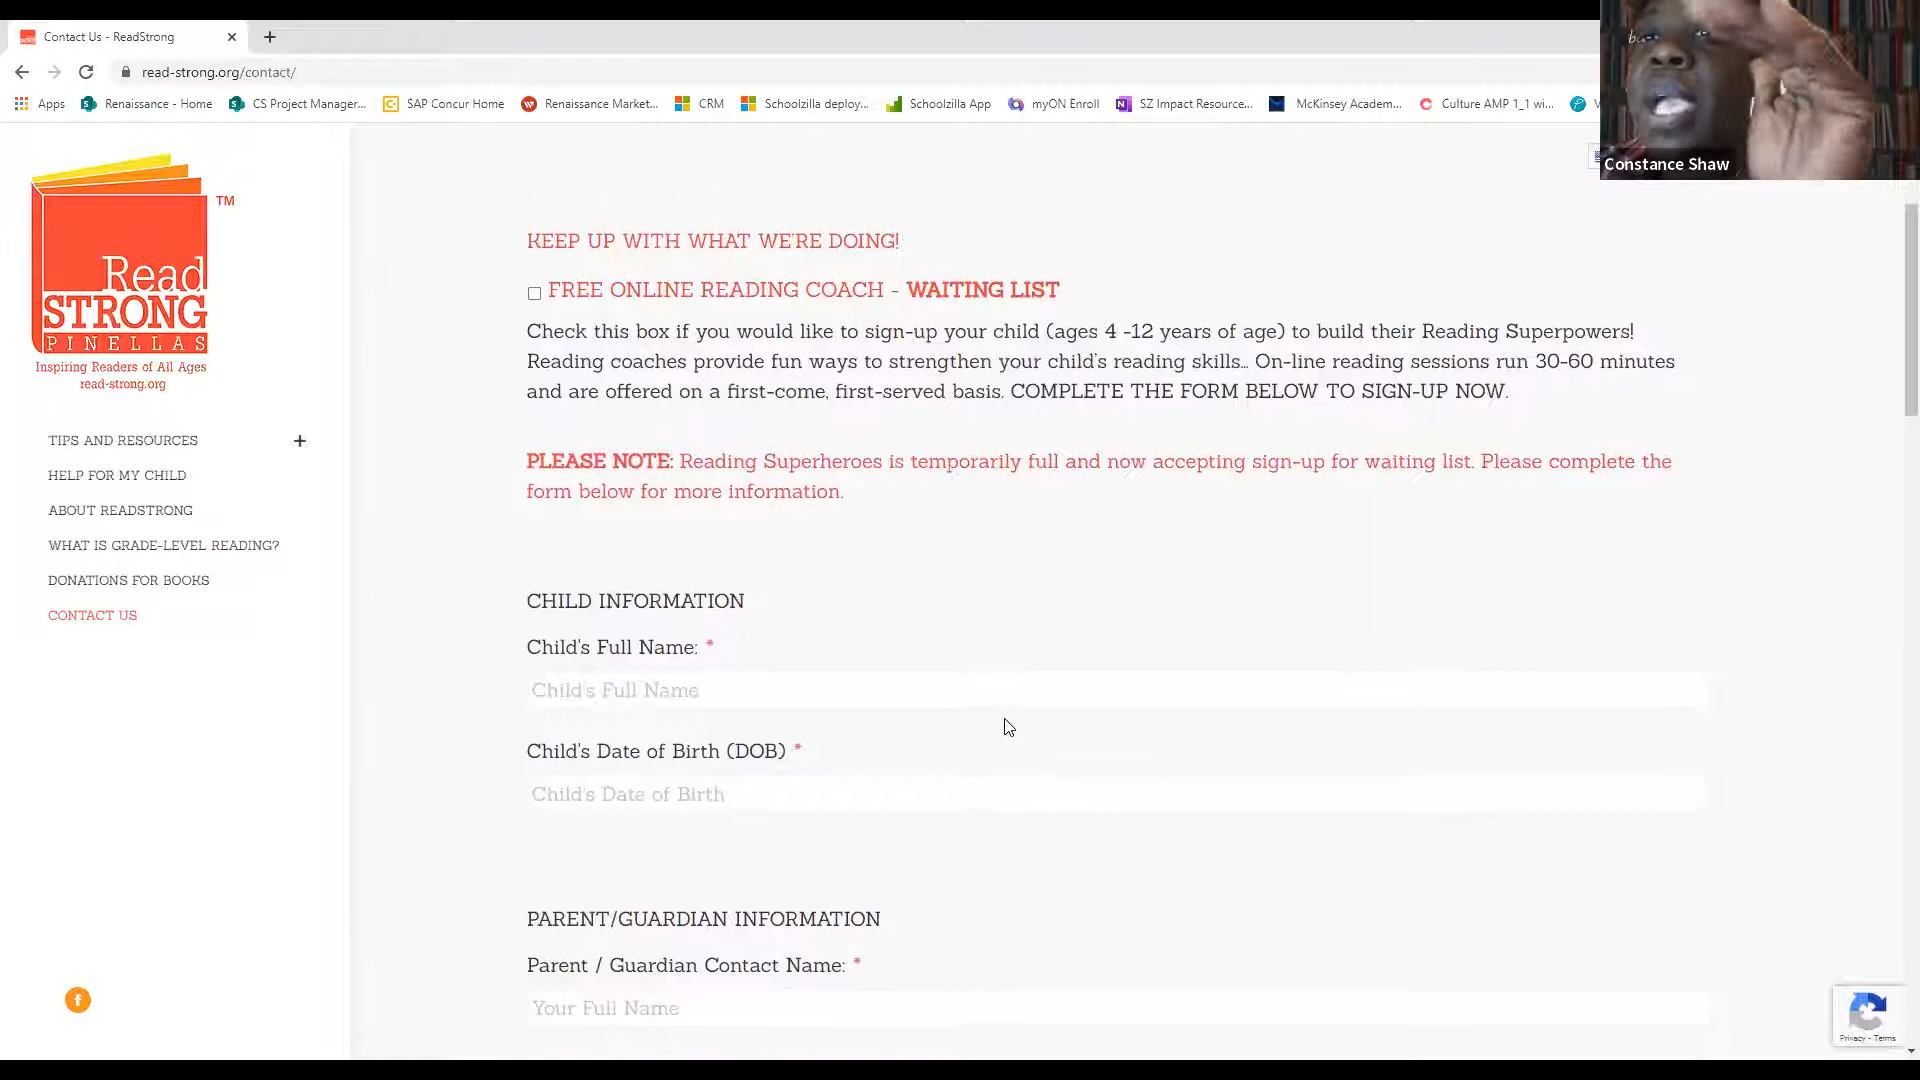 Contact Us - ReadStrong
read-strong.org/contact/
Apps
Renaissance - Home
CS Project Manager...
SAP Concur Home
Renaissance Market...
CRM
Schoolzilla deploy...
Schoolzilla App
myON Enroll
SZ Impact Resource...
McKinsey Academ...
Culture AMP 1_1 wi...
Constance Shaw
Read
STRONG
PINELLAS
TM
Inspiring Readers of All Ages
read-strong.org
TIPS AND RESOURCES
HELP FOR MY CHILD
ABOUT READSTRONG
WHAT IS GRADE-LEVEL READING?
DONATIONS FOR BOOKS
CONTACT US
KEEP UP WITH WHAT WE'RE DOING!
FREE ONLINE READING COACH - WAITING LIST
Check this box if you would like to sign-up your child (ages 4 -12 years of age) to build their Reading Superpowers!
Reading coaches provide fun ways to strengthen your child's reading skills... On-line reading sessions run 30-60 minutes
and are offered on a first-come, first-served basis. COMPLETE THE FORM BELOW TO SIGN-UP NOW.
PLEASE NOTE: Reading Superheroes is temporarily full and now accepting sign-up for waiting list. Please complete the
form below for more information.
CHILD INFORMATION
Child's Full Name: *
Child's Full Name
Child's Date of Birth (DOB) *
Child's Date of Birth
PARENT/GUARDIAN INFORMATION
Parent / Guardian Contact Name: *
Your Full Name
Privacy - Terms